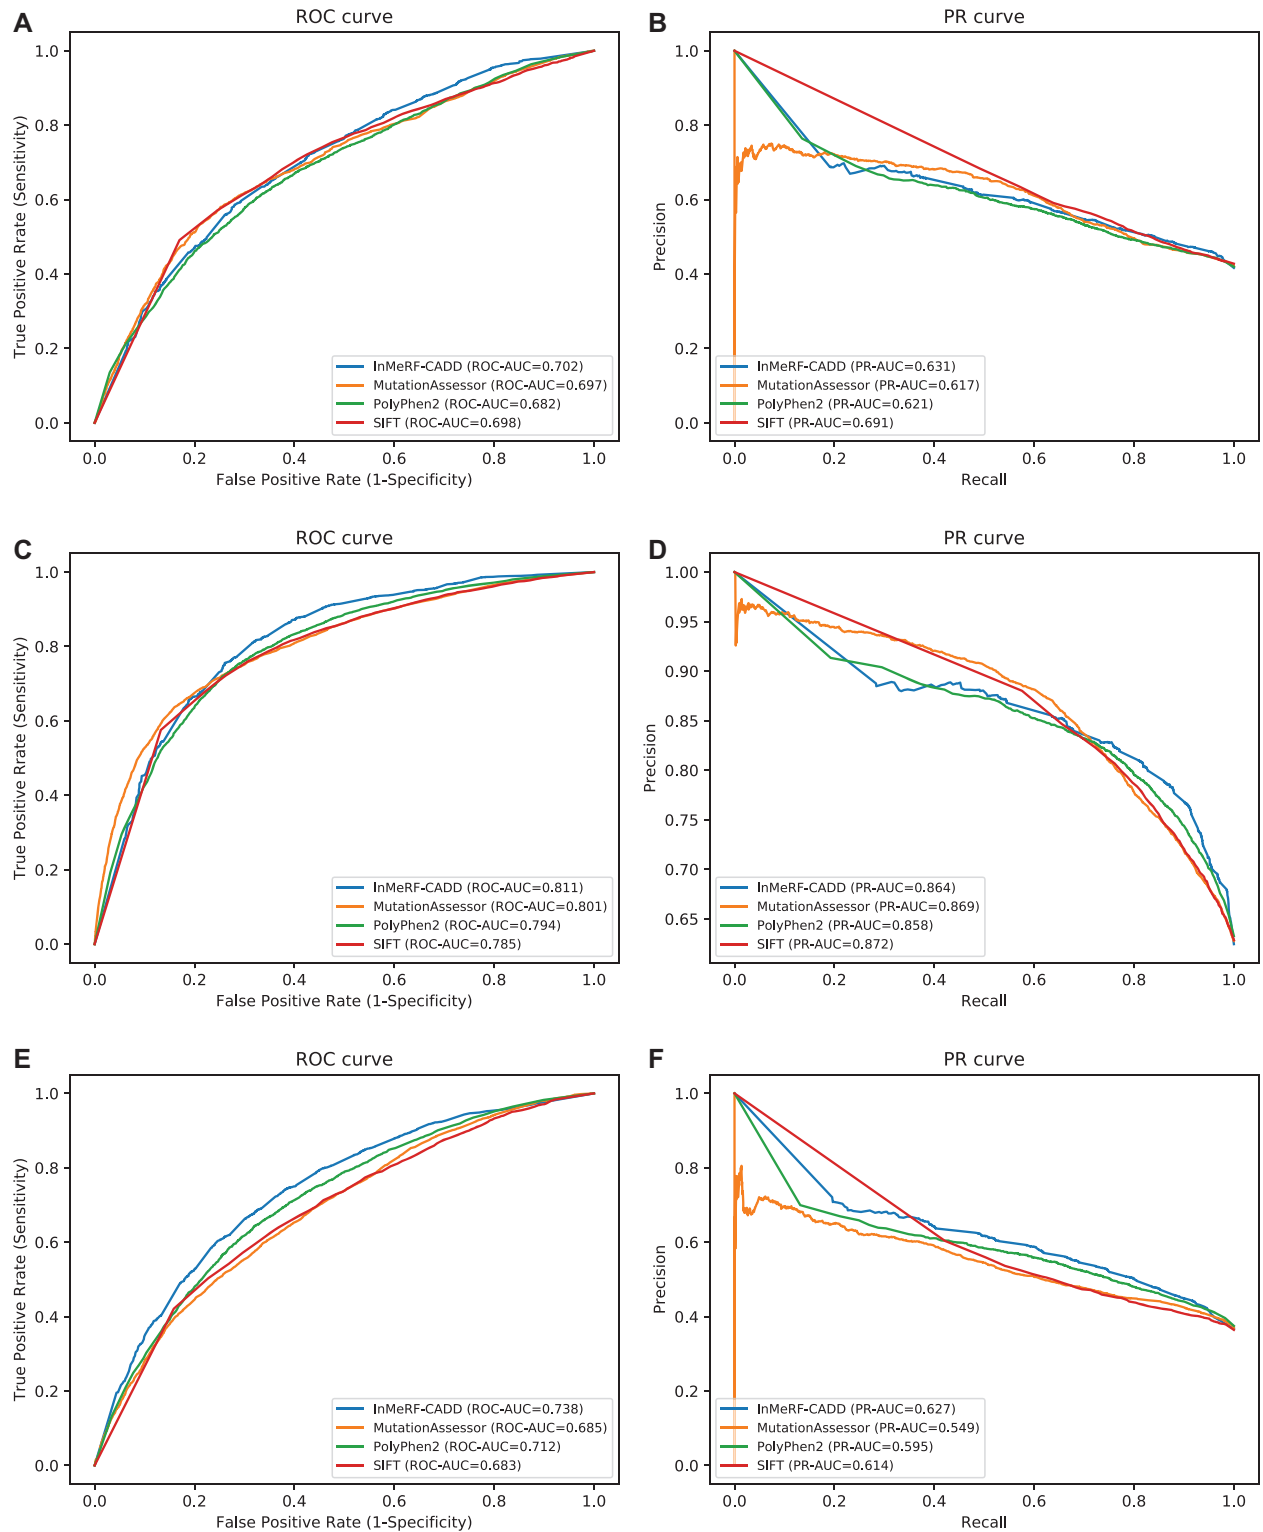 A
ROC curve
True Positive Rrate (Sensitivity)
1.0
0.8
0.6
0.4
0.2
0.0
InMeRF-CADD (ROC-AUC=0.702)
MutationAssessor (ROC-AUC=0.697)
PolyPhen2 (ROC-AUC=0.682)
SIFT (ROC-AUC=0.698)
0.0 0.2 0.4 0.6 0.8 1.0
False Positive Rate (1-Specificity)
B
PR curve
Precision
1.0
0.8
0.6
0.4
0.2
0.0
InMeRF-CADD (PR-AUC=0.631)
MutationAssessor (PR-AUC=0.617)
PolyPhen2 (PR-AUC=0.621)
SIFT (PR-AUC=0.691)
0.0 0.2 0.4 0.6 0.8 1.0
Recall
C
ROC curve
True Positive Rrate (Sensitivity)
1.0
0.8
0.6
0.4
0.2
0.0
InMeRF-CADD (ROC-AUC=0.811)
MutationAssessor (ROC-AUC=0.801)
PolyPhen2 (ROC-AUC=0.794)
SIFT (ROC-AUC=0.785)
0.0 0.2 0.4 0.6 0.8 1.0
False Positive Rate (1-Specificity)
D
PR curve
Precision
1.00
0.95
0.90
0.85
0.80
0.75
0.70
0.65
InMeRF-CADD (PR-AUC=0.864)
MutationAssessor (PR-AUC=0.869)
PolyPhen2 (PR-AUC=0.858)
SIFT (PR-AUC=0.872)
0.0 0.2 0.4 0.6 0.8 1.0
Recall
E
ROC curve
True Positive Rrate (Sensitivity)
1.0
0.8
0.6
0.4
0.2
0.0
InMeRF-CADD (ROC-AUC=0.738)
MutationAssessor (ROC-AUC=0.685)
PolyPhen2 (ROC-AUC=0.712)
SIFT (ROC-AUC=0.683)
0.0 0.2 0.4 0.6 0.8 1.0
False Positive Rate (1-Specificity)
F
PR curve
Precision
1.0
0.8
0.6
0.4
0.2
0.0
InMeRF-CADD (PR-AUC=0.627)
MutationAssessor (PR-AUC=0.549)
PolyPhen2 (PR-AUC=0.595)
SIFT (PR-AUC=0.614)
0.0 0.2 0.4 0.6 0.8 1.0
Recall